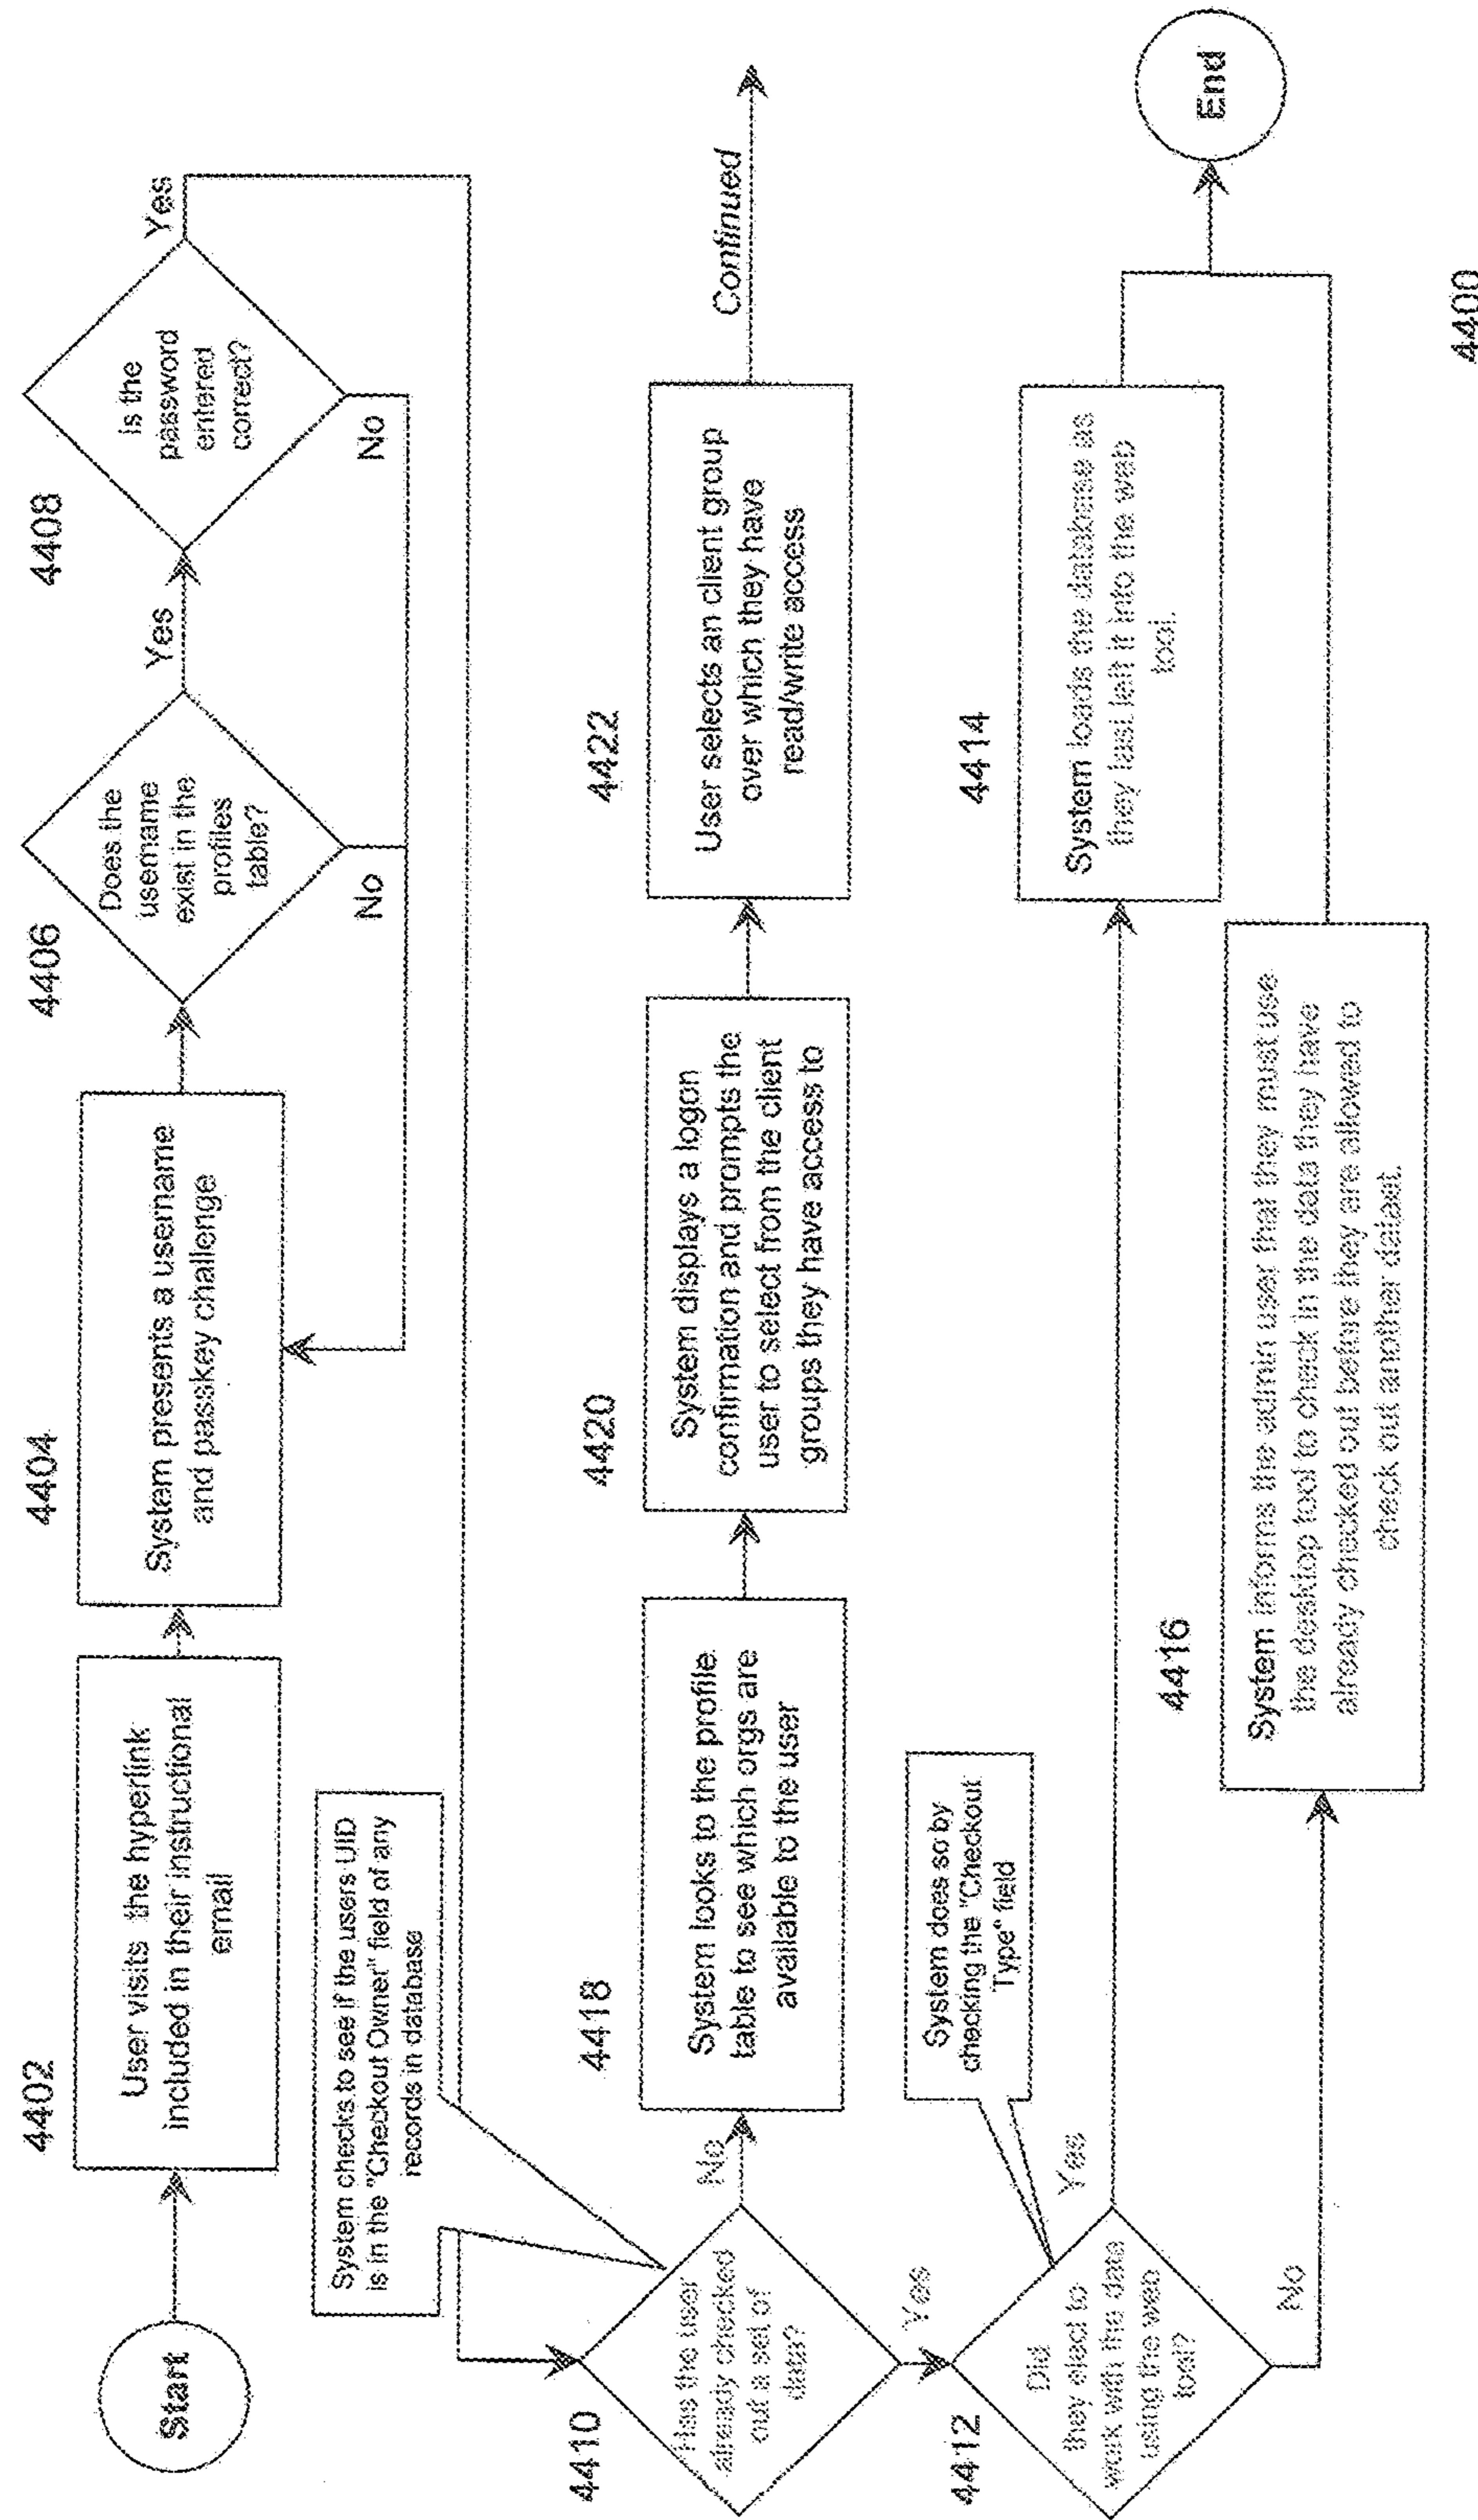 4402
4404
4406
4408
Start
User visits the hyperlink
included in their instructional
email
System presents a username
and passkey challenge
Does the
username
exist in the
profiles
table?
Yes
No
is the
password
entered
correct?
Yes
No
System checks to see if the users UID
is in the "Checkout Owner" field of any
records in database
4410
4418
4420
4422
Has the user
already checked
out a set of
data?
No
Yes
System looks to the profile
table to see which orgs are
available to the user
System displays a logon
confirmation and prompts the
user to select from the client
groups they have access to
User selects an client group
over which they have
read/write access
Continued
System does so by
checking the "Checkout
Type" field
4412
4414
Did
they elect to
work with the data
using the web
tool?
Yes
No
System loads the database as
they last left it into the web
tool.
4416
System informs the admin user that they must use
the desktop tool to check in the data they have
already checked out before they are allowed to
check out another dataset.
End
4400